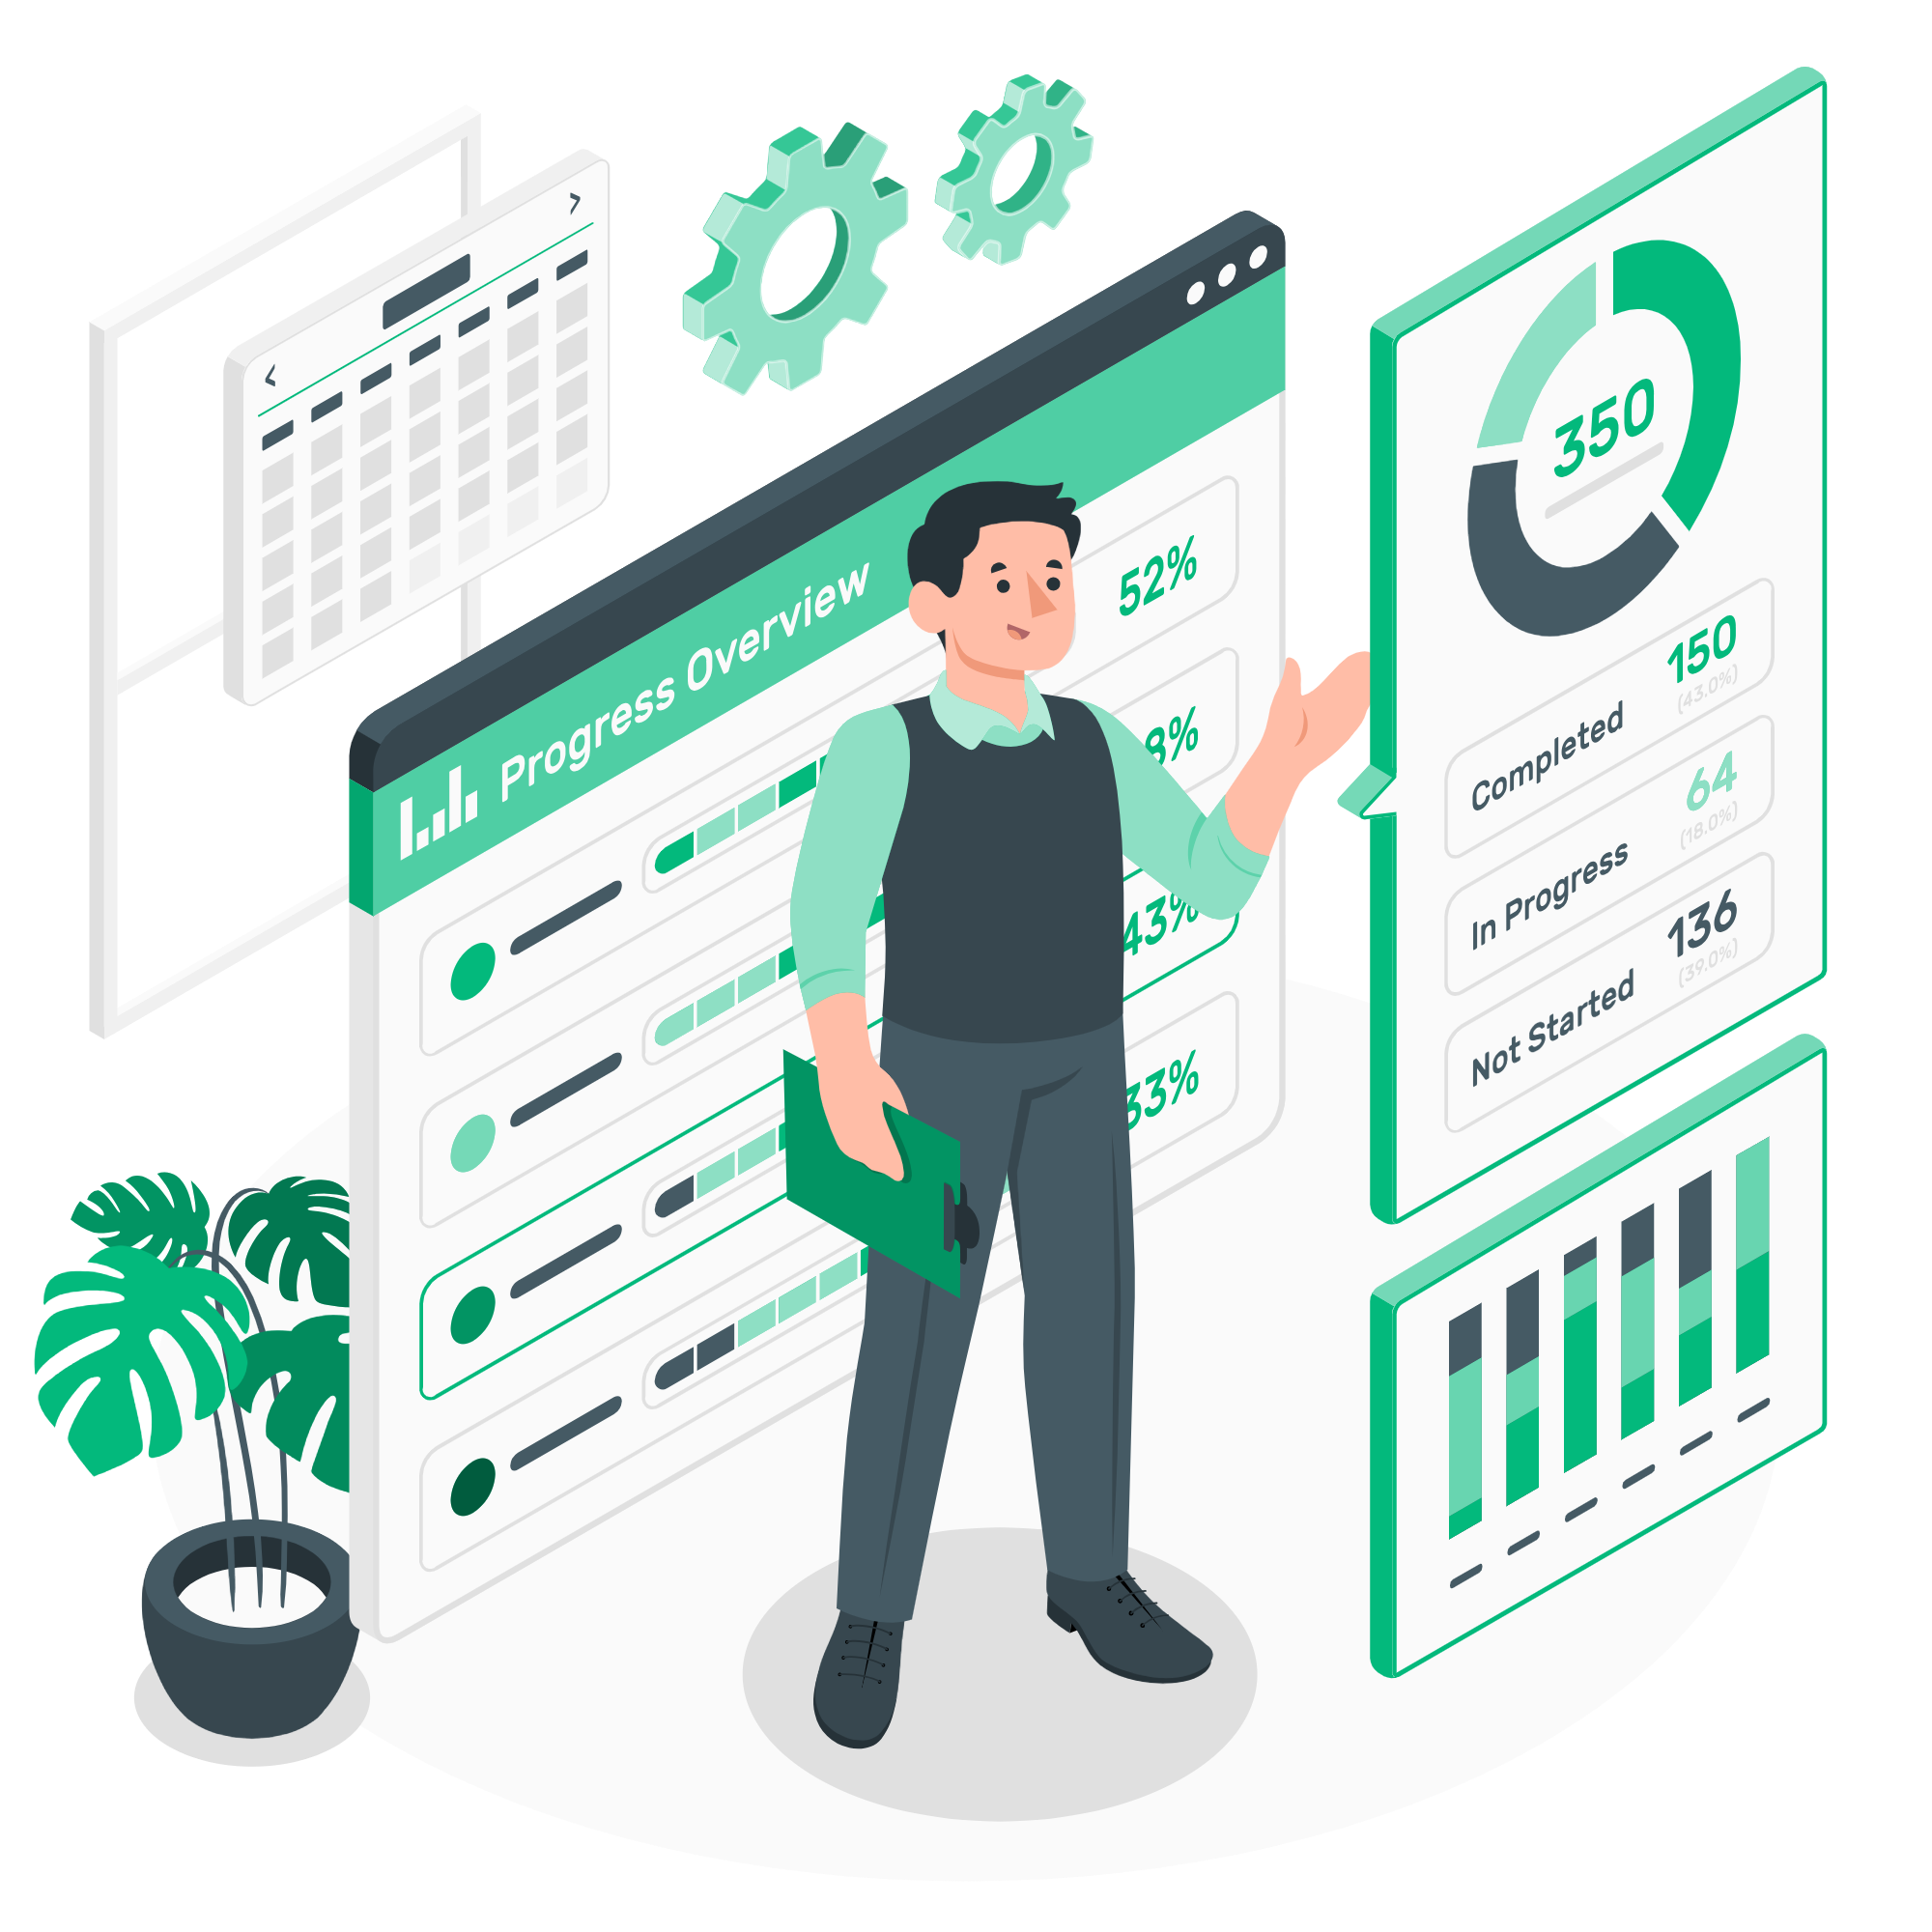 Progress Overview
52%
8%
43%
33%
350
Completed
150
(43.0%)
In Progress
64
(18.0%)
Not Started
136
(39.0%)